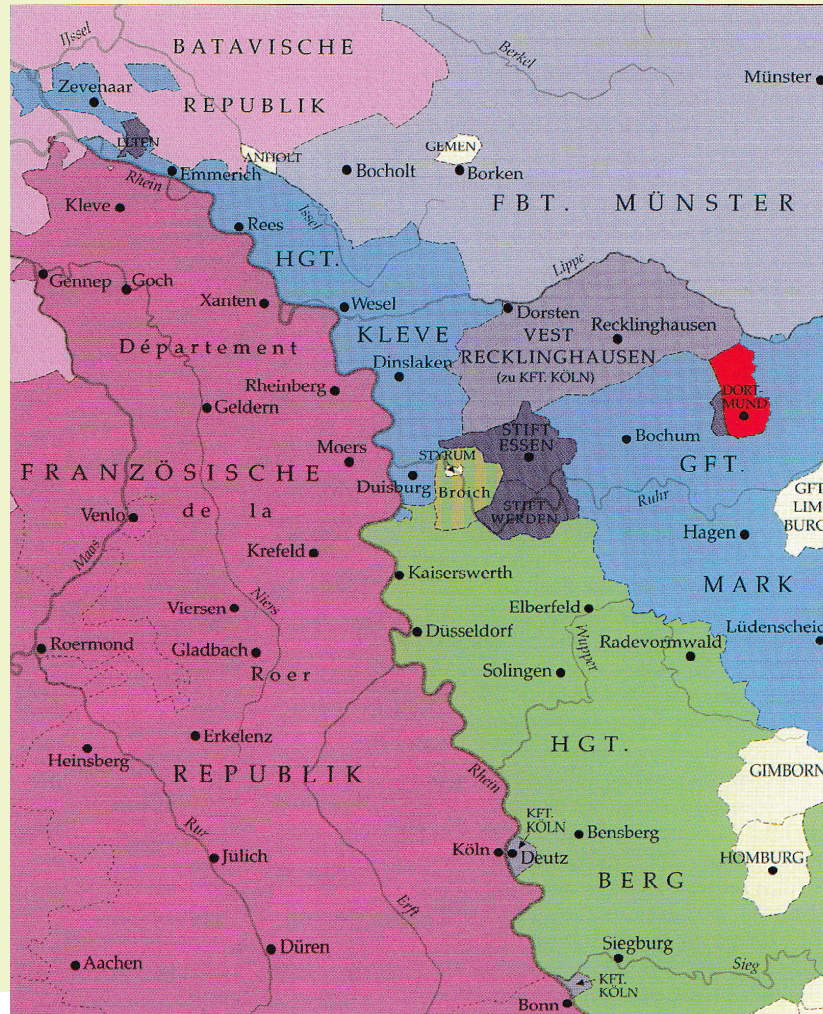 IJssel
BATAVISCHE
Berkel
Münster
Zevenaar
REPUBLIK
ELTEN
ANHOLT
GEMEN
Emmerich
Bocholt
Borken
Rhein
Kleve
Issel
FBT. MÜNSTER
Rees
HGT.
Lippe
Gennep
Goch
Xanten
Wesel
Dorsten
KLEVE
VEST
Recklinghausen
Département
RECKLINGHAUSEN
(zu KFT. KÖLN)
Dinslaken
Rheinberg
DORT-
MUND
Geldern
STIFT
ESSEN
Bochum
Moers
STYRUM
GFT.
FRANZÖSISCHE
Duisburg
Broich
GFT.
LIM
BURG
de la
STIFT
WERDEN
Ruhr
Venlo
Hagen
Maas
Krefeld
Kaiserswerth
MARK
Niers
Viersen
Elberfeld
Düsseldorf
Lüdenscheid
Roermond
Gladbach
Wupper
Radevormwald
Roer
Solingen
Erkelenz
HGT.
Heinsberg
REPUBLIK
Rhein
GIMBORN
Rur
KFT.
KÖLN
Bensberg
Köln
Deutz
Jülich
HOMBURG
BERG
Erft
Düren
Siegburg
Aachen
Sieg
KFT.
KÖLN
Bonn